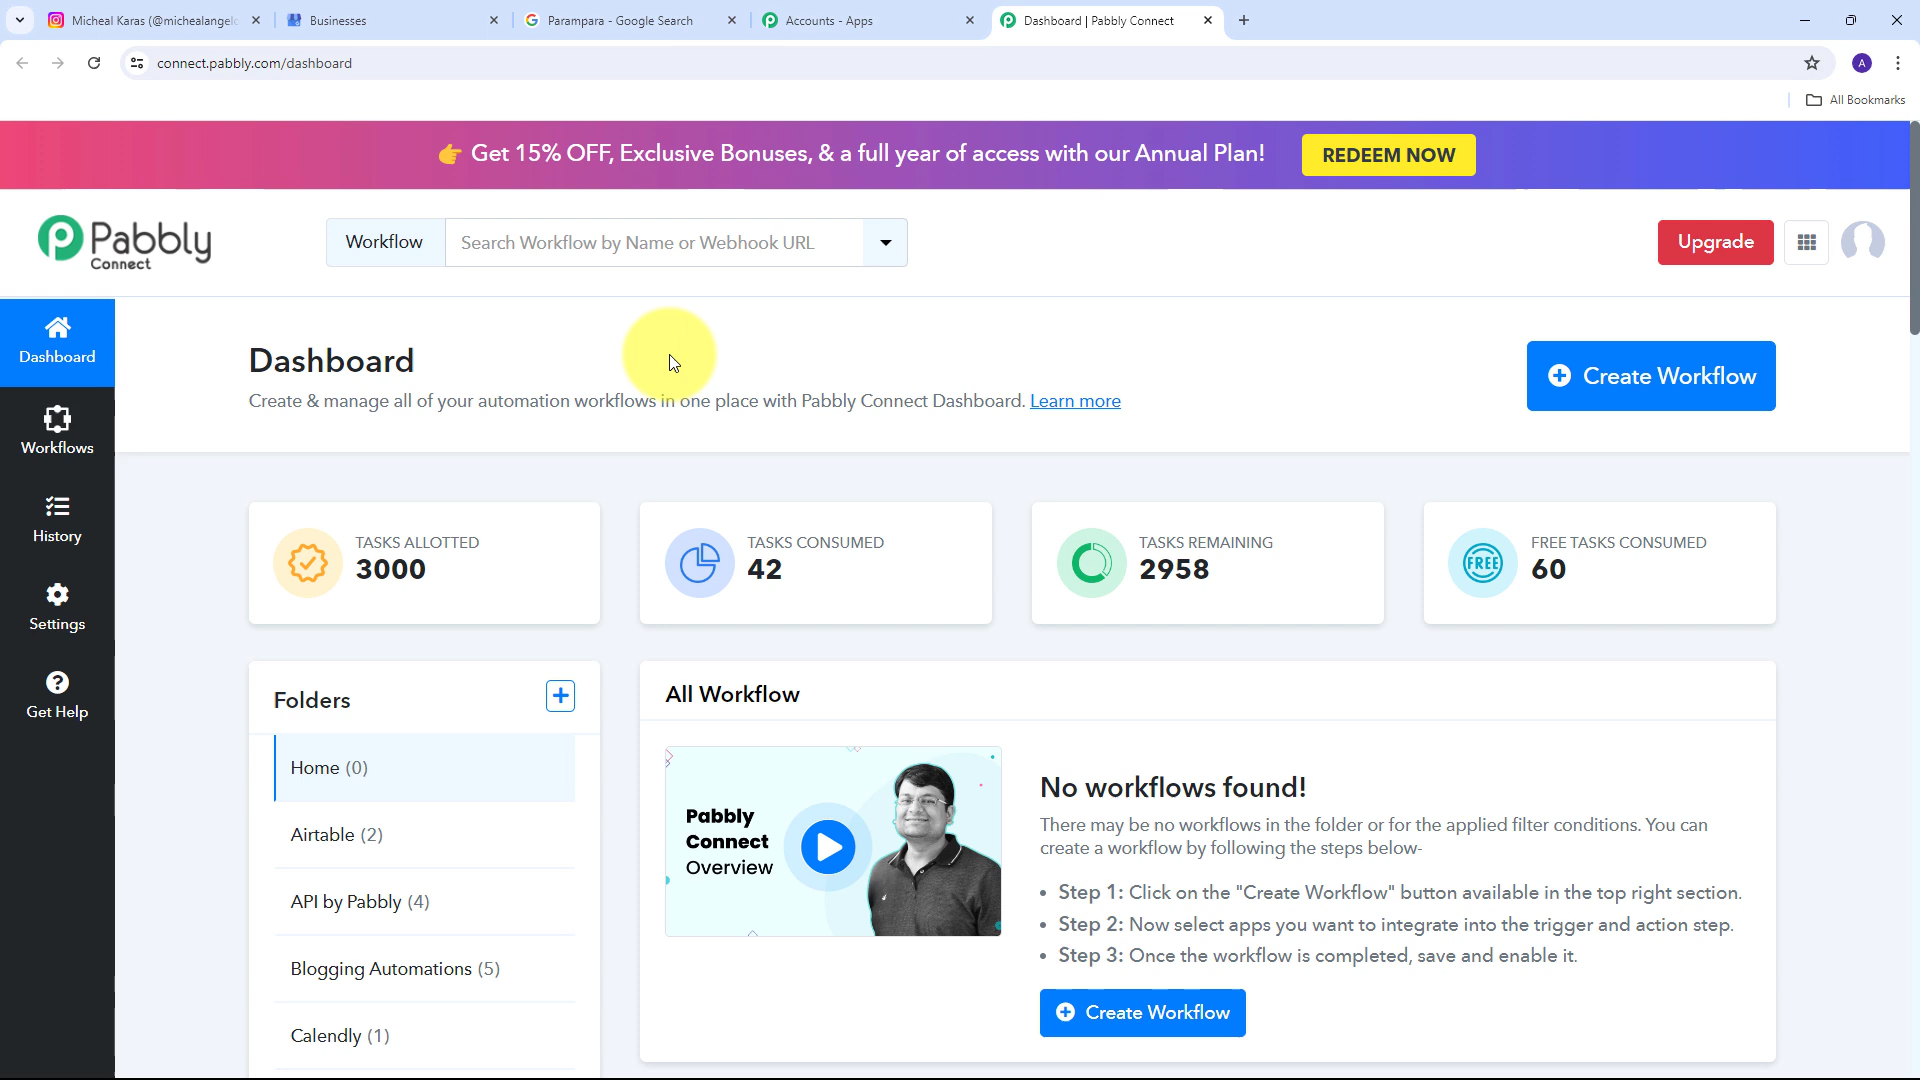 Micheal Karas (@michealangelo
Businesses
Parampara - Google Search
Accounts - Apps
Dashboard | Pabbly Connect
connect.pabbly.com/dashboard
A
All Bookmarks
👉 Get 15% OFF, Exclusive Bonuses, & a full year of access with our Annual Plan!
REDEEM NOW
Pabbly
Connect
Workflow
Search Workflow by Name or Webhook URL
Upgrade
Dashboard
Workflows
History
Settings
Get Help
Dashboard
Create & manage all of your automation workflows in one place with Pabbly Connect Dashboard. Learn more
Create Workflow
TASKS ALLOTTED
3000
TASKS CONSUMED
42
TASKS REMAINING
2958
FREE
FREE TASKS CONSUMED
60
Folders
Home (0)
Airtable (2)
API by Pabbly (4)
Blogging Automations (5)
Calendly (1)
All Workflow
Pabbly
Connect
Overview
No workflows found!
There may be no workflows in the folder or for the applied filter conditions. You can
create a workflow by following the steps below-
• Step 1: Click on the "Create Workflow" button available in the top right section.
• Step 2: Now select apps you want to integrate into the trigger and action step.
• Step 3: Once the workflow is completed, save and enable it.
Create Workflow